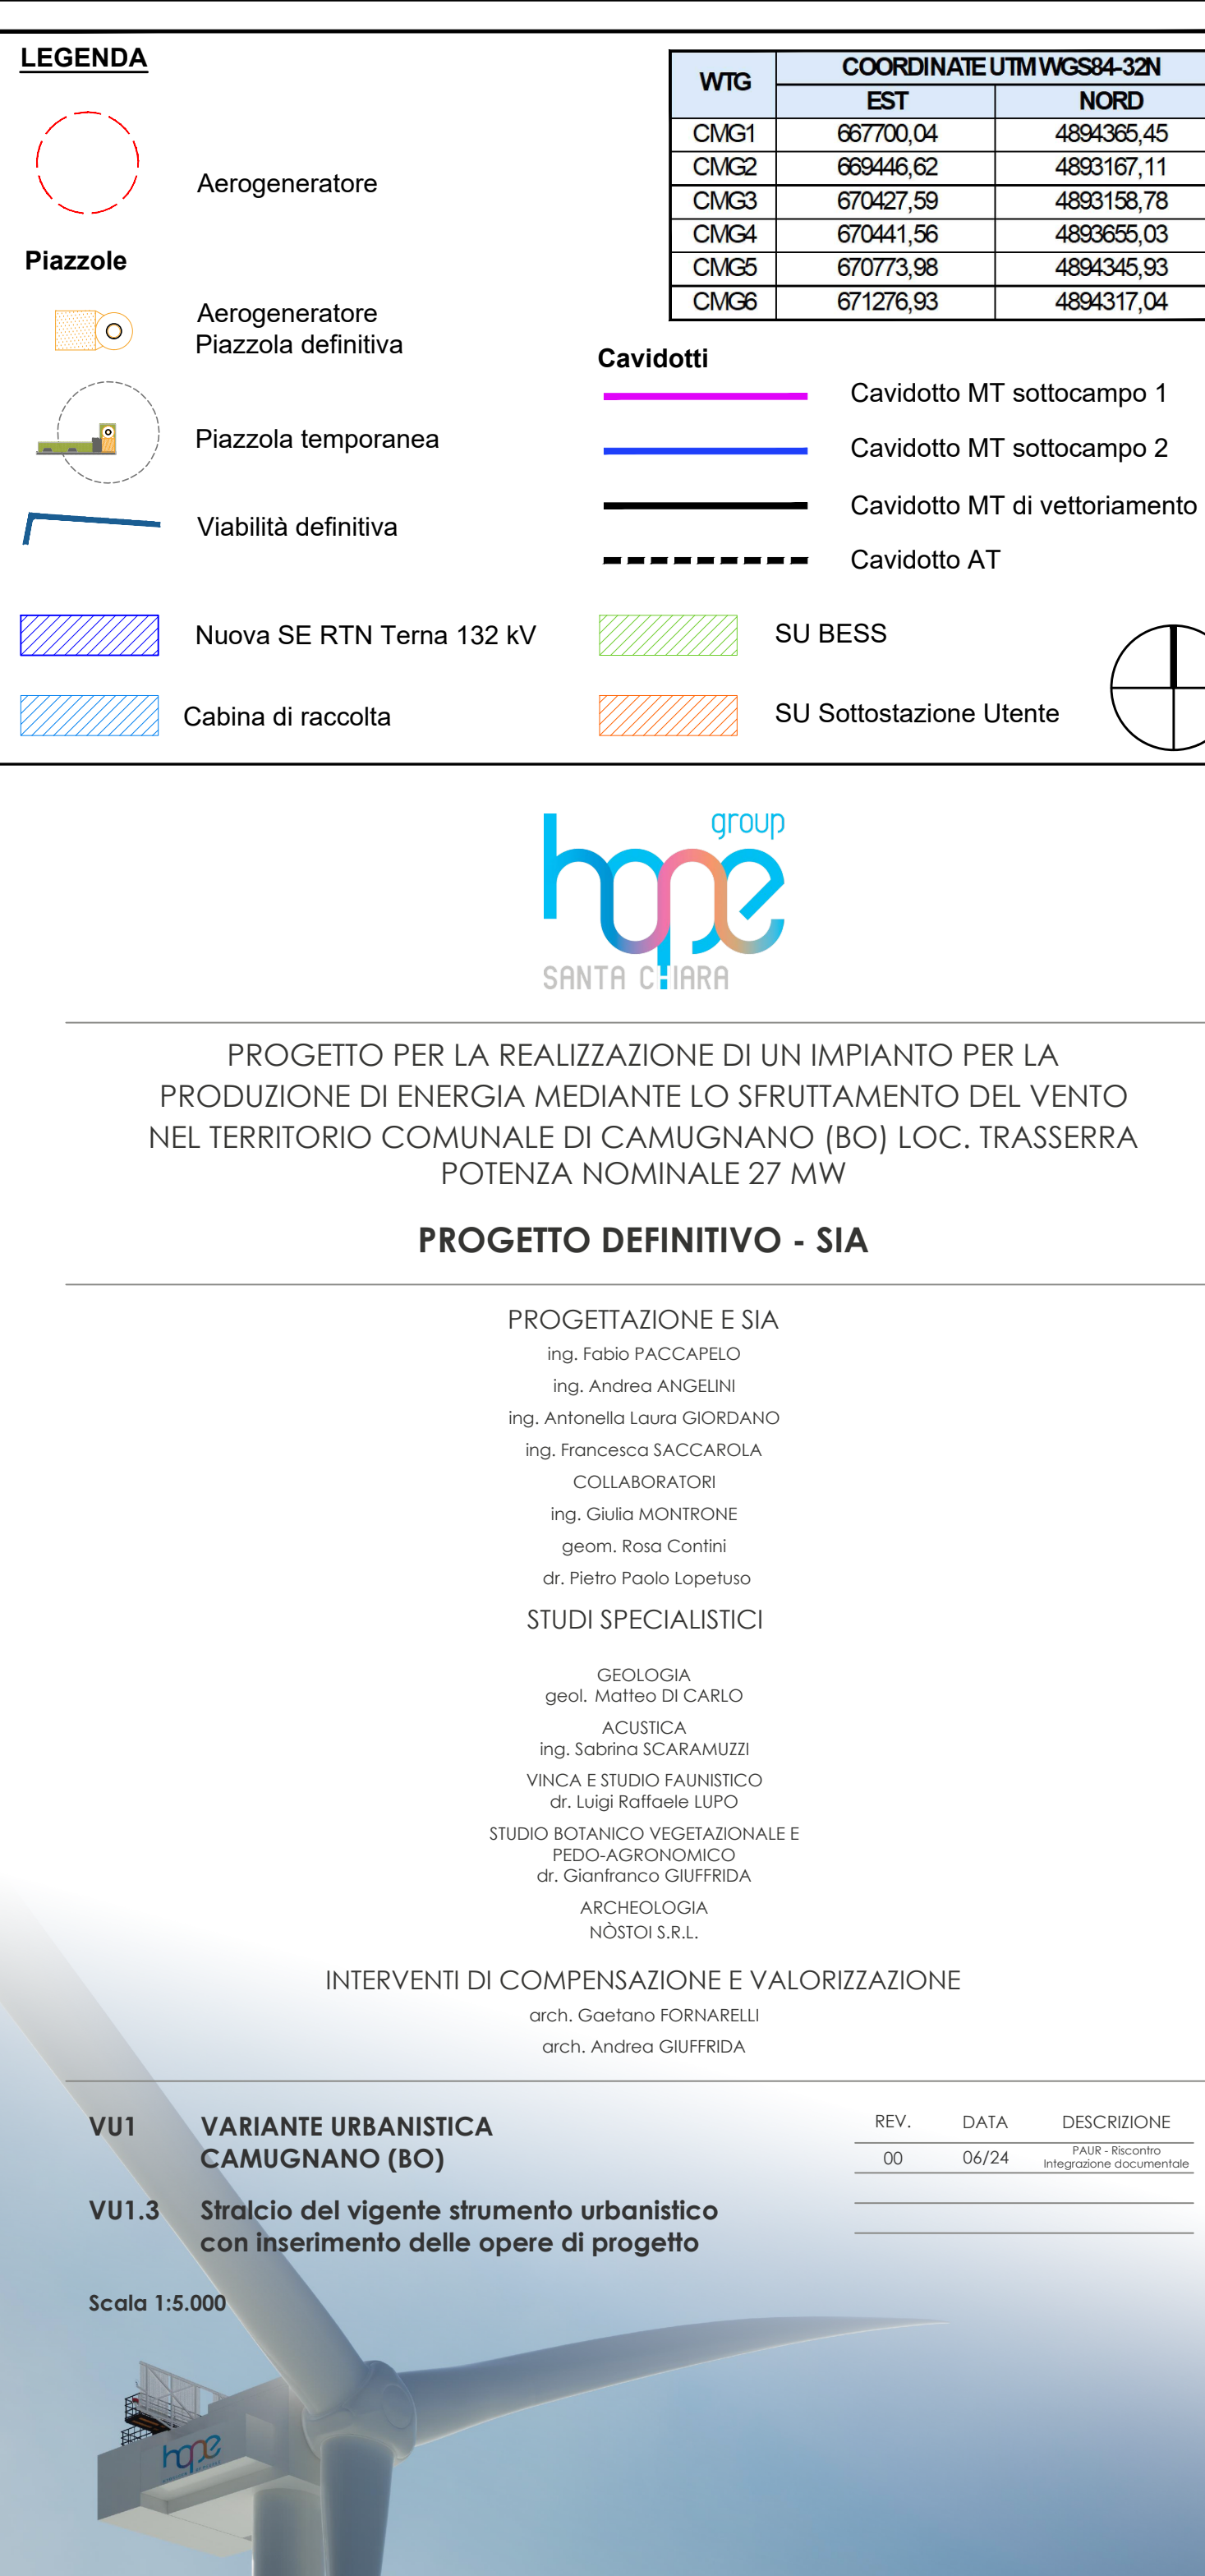 LEGENDA
Aerogeneratore
Piazzole
Aerogeneratore
Piazzola definitiva
Piazzola temporanea
Viabilità definitiva
Nuova SE RTN Terna 132 kV
Cabina di raccolta
WTG COORDINATE UTM WGS84-32N
EST NORD
CMG1 667700,04 4894365,45
CMG2 669446,62 4893167,11
CMG3 670427,59 4893158,78
CMG4 670441,56 4893655,03
CMG5 670773,98 4894345,93
CMG6 671276,93 4894317,04
Cavidotti
Cavidotto MT sottocampo 1
Cavidotto MT sottocampo 2
Cavidotto MT di vettoriamento
Cavidotto AT
SU BESS
SU Sottostazione Utente
group
hope
SANTA CHIARA
PROGETTO PER LA REALIZZAZIONE DI UN IMPIANTO PER LA
PRODUZIONE DI ENERGIA MEDIANTE LO SFRUTTAMENTO DEL VENTO
NEL TERRITORIO COMUNALE DI CAMUGNANO (BO) LOC. TRASSERRA
POTENZA NOMINALE 27 MW
PROGETTO DEFINITIVO - SIA
PROGETTAZIONE E SIA
ing. Fabio PACCAPELO
ing. Andrea ANGELINI
ing. Antonella Laura GIORDANO
ing. Francesca SACCAROLA
COLLABORATORI
ing. Giulia MONTRONE
geom. Rosa Contini
dr. Pietro Paolo Lopetuso
STUDI SPECIALISTICI
GEOLOGIA
geol. Matteo DI CARLO
ACUSTICA
ing. Sabrina SCARAMUZZI
VINCA E STUDIO FAUNISTICO
dr. Luigi Raffaele LUPO
STUDIO BOTANICO VEGETAZIONALE E
PEDO-AGRONOMICO
dr. Gianfranco GIUFFRIDA
ARCHEOLOGIA
NÒSTOI S.R.L.
INTERVENTI DI COMPENSAZIONE E VALORIZZAZIONE
arch. Gaetano FORNARELLI
arch. Andrea GIUFFRIDA
VU1 VARIANTE URBANISTICA
CAMUGNANO (BO)
VU1.3 Stralcio del vigente strumento urbanistico
con inserimento delle opere di progetto
Scala 1:5.000
REV. DATA DESCRIZIONE
00 06/24 PAUR - Riscontro
Integrazione documentale
hope